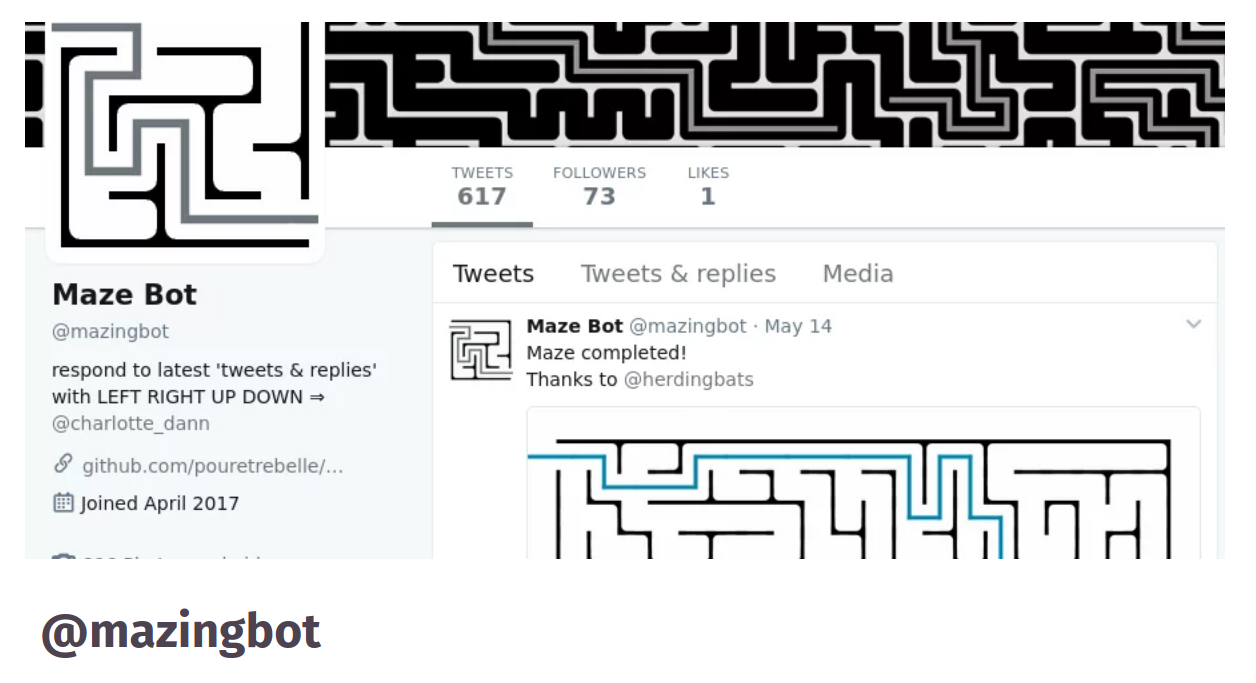 TWEETS FOLLOWERS LIKES
617 73 1
Maze Bot
@mazingbot
respond to latest 'tweets & replies'
with LEFT RIGHT UP DOWN ⇒
@charlotte_dann
github.com/pouretrebelle/...
Joined April 2017
Tweets Tweets & replies Media
Maze Bot @mazingbot · May 14
Maze completed!
Thanks to @herdingbats
@mazingbot